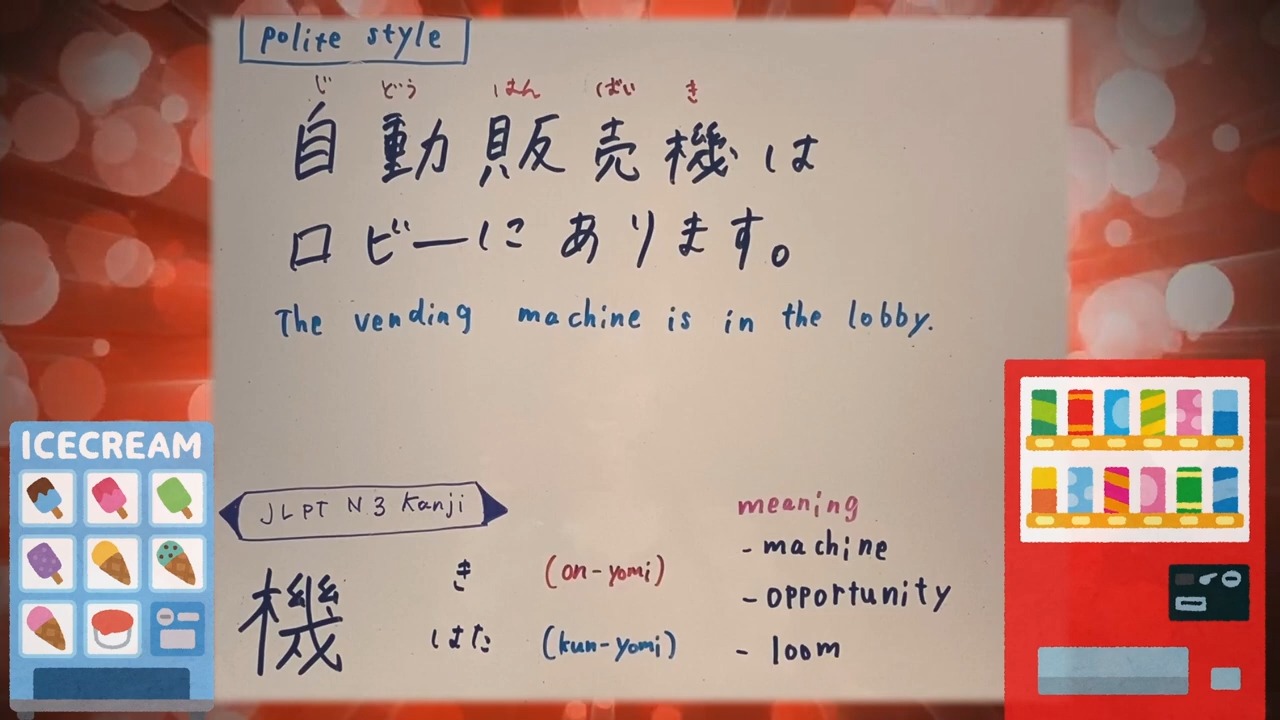 polite style
じ どう はん ばい き
自動販売機は
ロビーにあります。
The vending machine is in the lobby.
ICECREAM
JLPT N3 Kanji
機
き (on-yomi)
はた (kun-yomi)
meaning
- machine
- opportunity
- loom